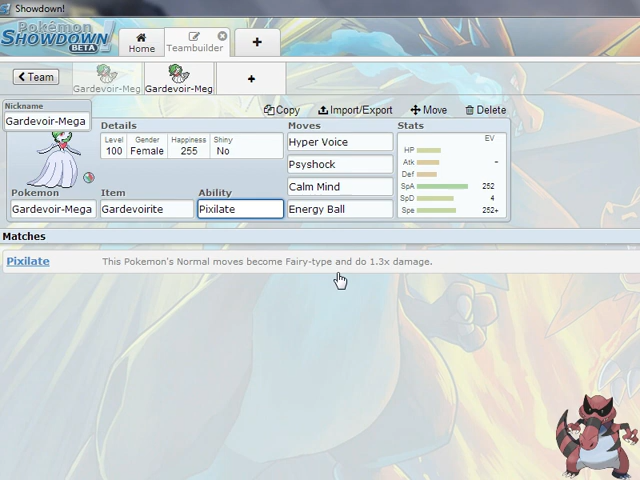 Showdown!
Pokémon
SHOWDOWN
BETA
Home
Teambuilder
+
< Team
Gardevoir-Meg
Gardevoir-Meg
+
Copy Import/Export Move Delete
Nickname
Gardevoir-Mega
Details
Level Gender Happiness Shiny
100 Female 255 No
Moves
Hyper Voice
Psyshock
Calm Mind
Energy Ball
Stats
EV
HP
Atk -
Def
SpA 252
SpD 4
Spe 252+
Pokemon Item Ability
Gardevoir-Mega Gardevoirite Pixilate
Matches
Pixilate This Pokemon's Normal moves become Fairy-type and do 1.3x damage.